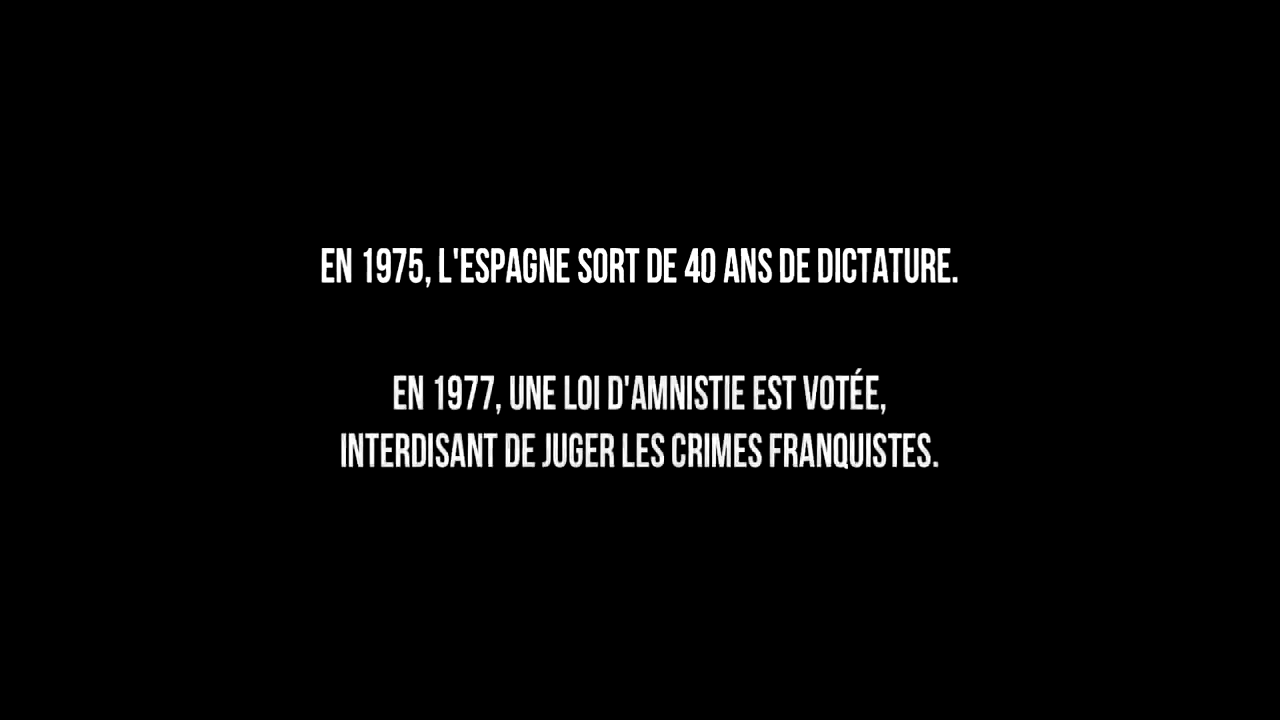 EN 1975, L'ESPAGNE SORT DE 40 ANS DE DICTATURE.
EN 1977, UNE LOI D'AMNISTIE EST VOTÉE,
INTERDISANT DE JUGER LES CRIMES FRANQUISTES.